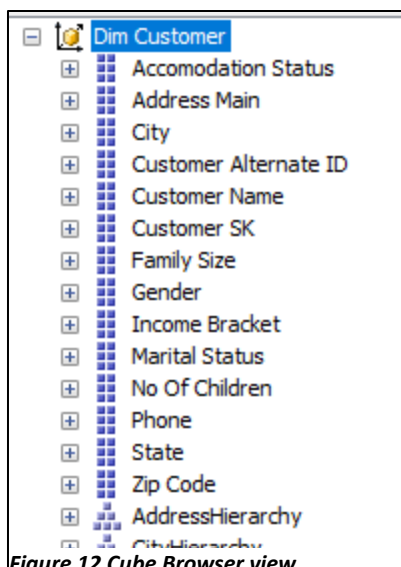 Dim Customer
Accomodation Status
Address Main
City
Customer Alternate ID
Customer Name
Customer SK
Family Size
Gender
Income Bracket
Marital Status
No Of Children
Phone
State
Zip Code
AddressHierarchy
CityHierarchy
Figure 12 Cube Browser view